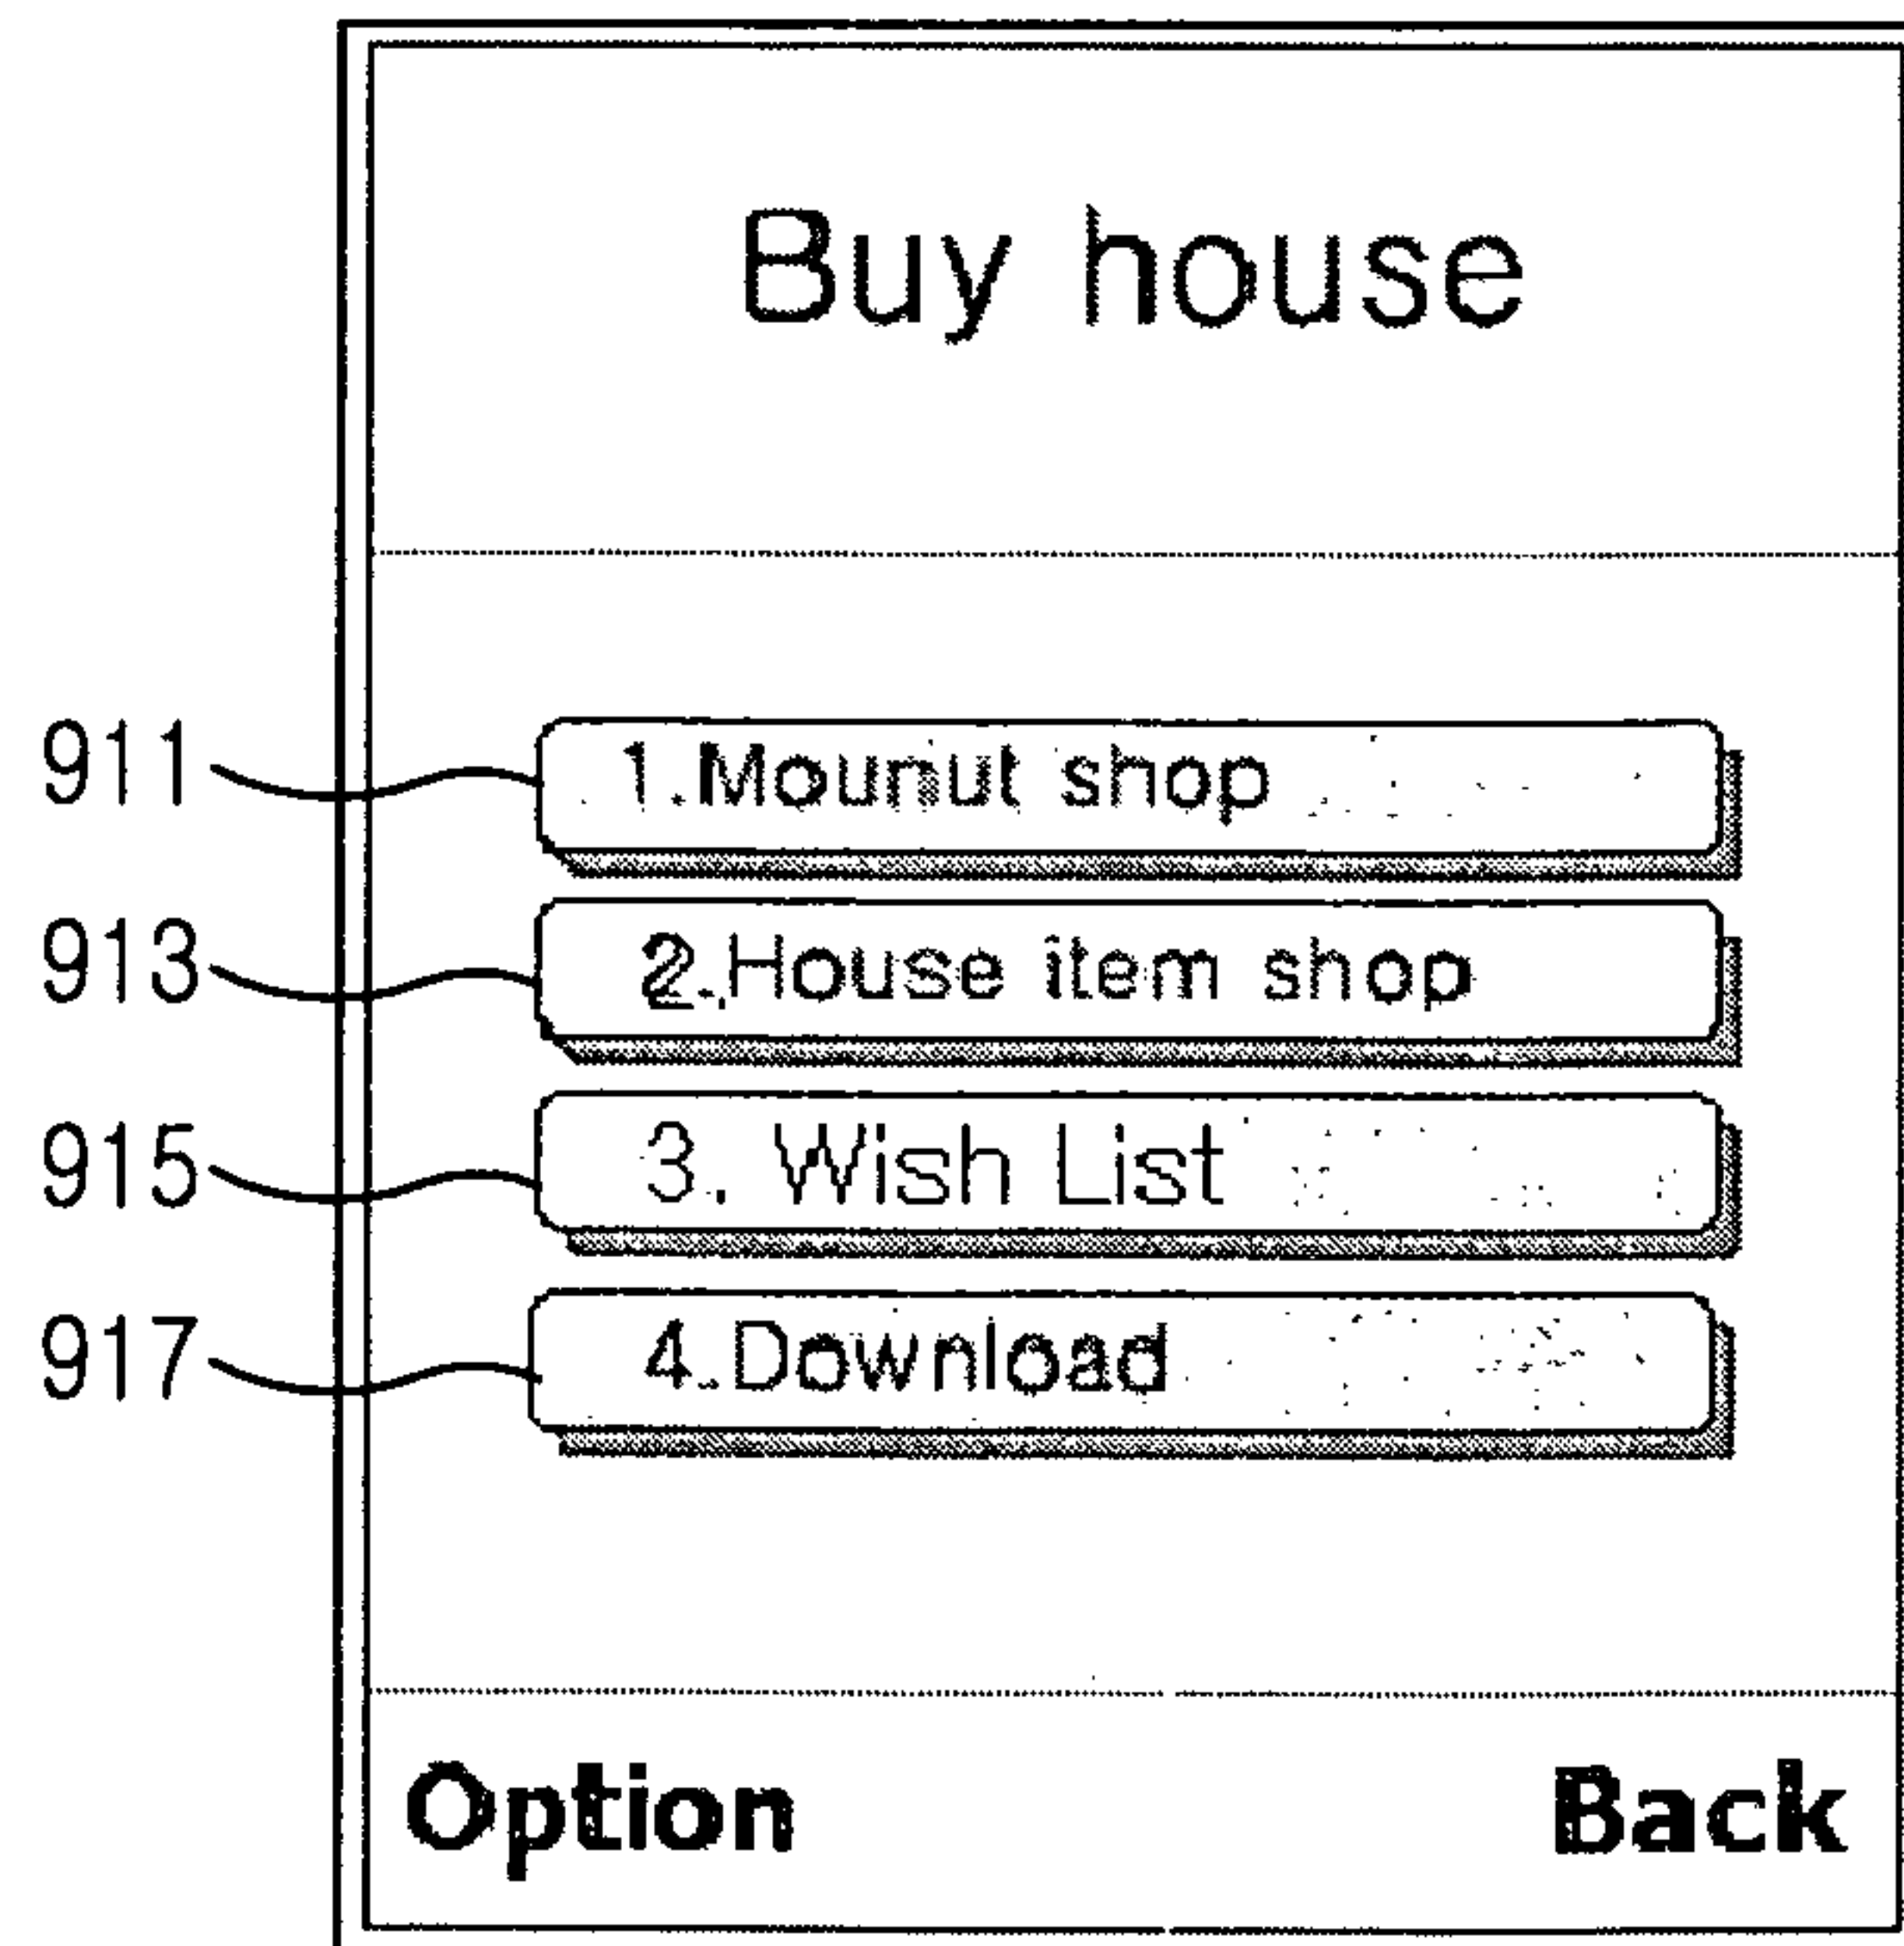 Buy house
911 1.Mounut shop
913 2.House item shop
915 3. Wish List
917 4.Download
Option Back